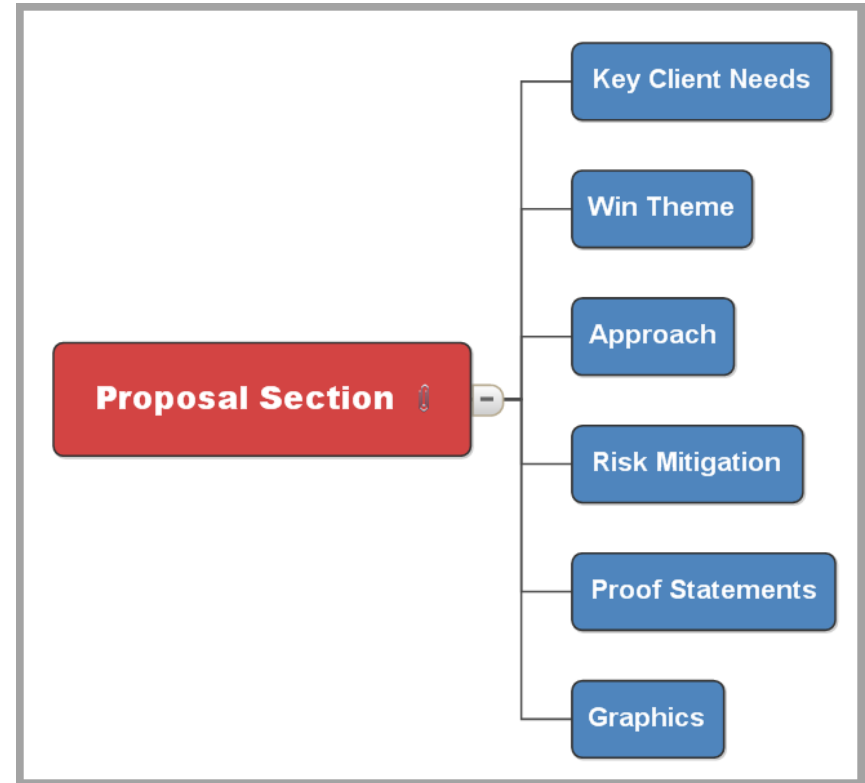 Key Client Needs
Win Theme
Approach
Proposal Section
Risk Mitigation
Proof Statements
Graphics